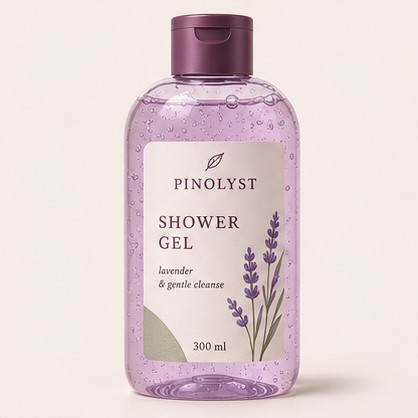 PINOLYST
SHOWER
GEL
lavender
& gentle cleanse
300 ml